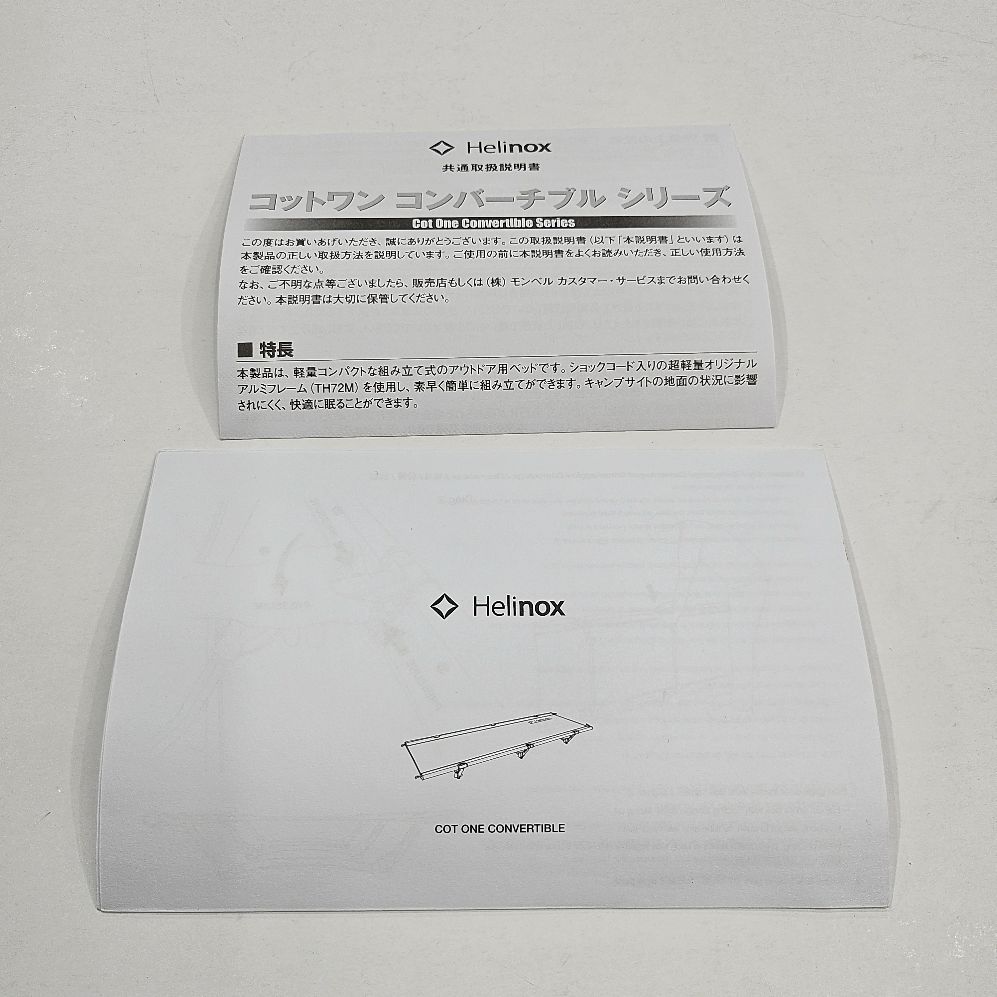 Helinox
共通取扱説明書
コットワン コンバーチブル シリーズ
Cot One Convertible Series
この度はお買いあげいただき、誠にありがとうございます。この取扱説明書（以下「本説明書」といいます）は
本製品の正しい取扱方法を説明しています。ご使用の前に本説明書をよくお読みいただき、正しい使用方法
をご確認ください。
なお、ご不明な点等ございましたら、販売店もしくは（株）モンベル カスタマー・サービスまでお問い合わせく
ださい。本説明書は大切に保管してください。
■ 特長
本製品は、軽量コンパクトな組み立て式のアウトドア用ベッドです。ショックコード入りの超軽量オリジナル
アルミフレーム（TH72M）を使用し、素早く簡単に組み立てができます。キャンプサイトの地面の状況に影響
されにくく、快適に眠ることができます。
Helinox
COT ONE CONVERTIBLE